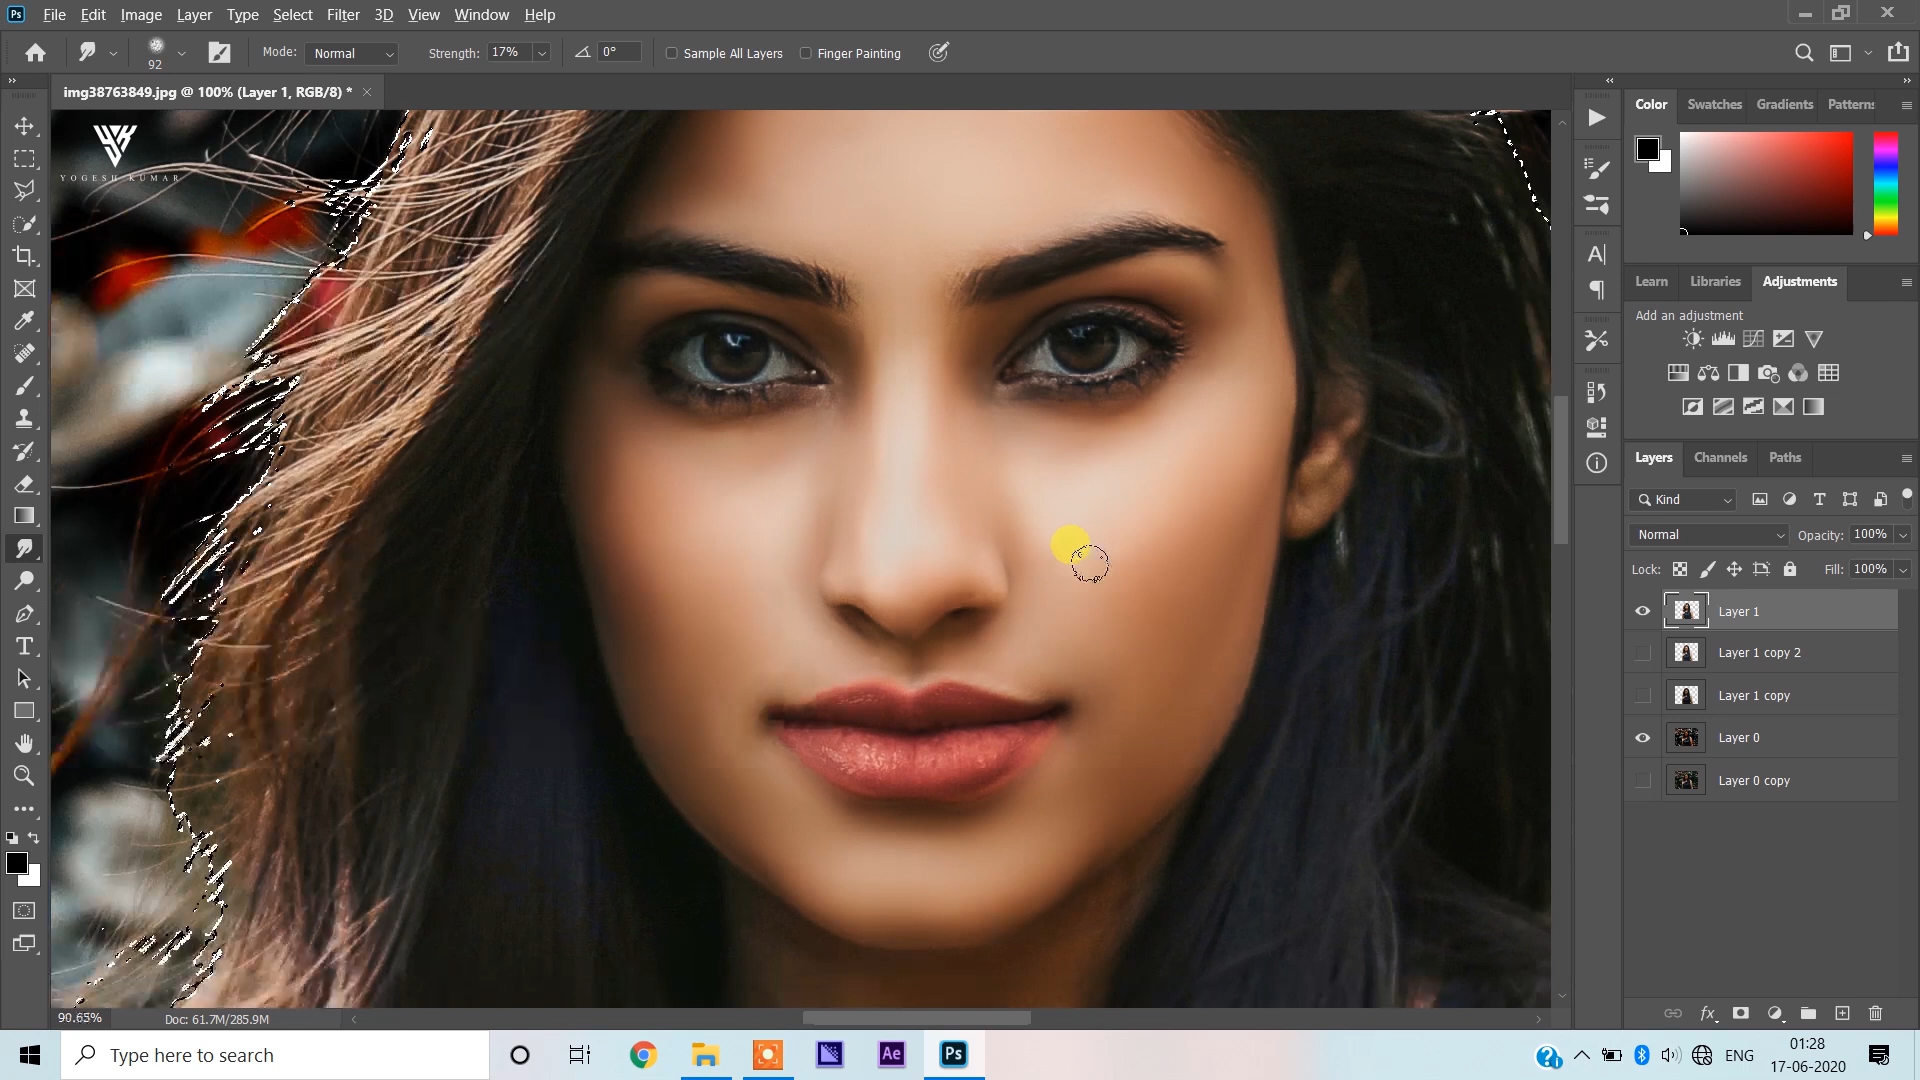 Ps File Edit Image Layer Type Select Filter 3D View Window Help
92 Mode: Normal Strength: 17% 0° Sample All Layers Finger Painting
img38763849.jpg @ 100% (Layer 1, RGB/8) *
YOGESH KUMAR
Color Swatches Gradients Patterns
Learn Libraries Adjustments
Add an adjustment
Layers Channels Paths
Kind
Normal Opacity: 100%
Lock: Fill: 100%
Layer 1
Layer 1 copy 2
Layer 1 copy
Layer 0
Layer 0 copy
fx
90.65% Doc: 61.7M/285.9M
Type here to search
Ae Ps
ENG
01:28
17-06-2020